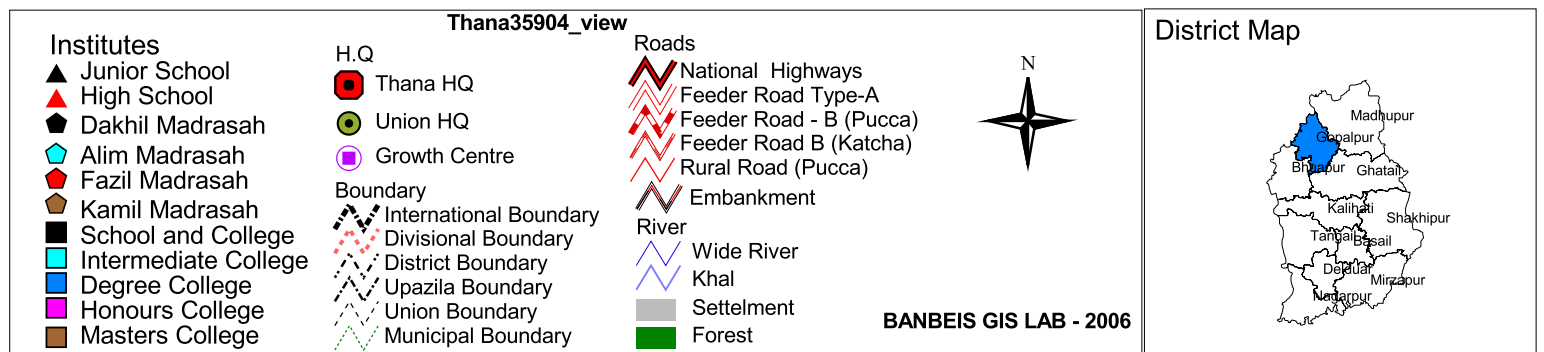 Thana35904_view
Institutes
Junior School
High School
Dakhil Madrasah
Alim Madrasah
Fazil Madrasah
Kamil Madrasah
School and College
Intermediate College
Degree College
Honours College
Masters College
H.Q
Thana HQ
Union HQ
Growth Centre
Boundary
International Boundary
Divisional Boundary
District Boundary
Upazila Boundary
Union Boundary
Municipal Boundary
Roads
National Highways
Feeder Road Type-A
Feeder Road - B (Pucca)
Feeder Road B (Katcha)
Rural Road (Pucca)
Embankment
River
Wide River
Khal
Settelment
Forest
N
BANBEIS GIS LAB - 2006
District Map
Madhupur
Gopalpur
Bhuapur
Ghatail
Kalihati
Shakhipur
Tangail
Basail
Delduar
Mirzapur
Nagarpur